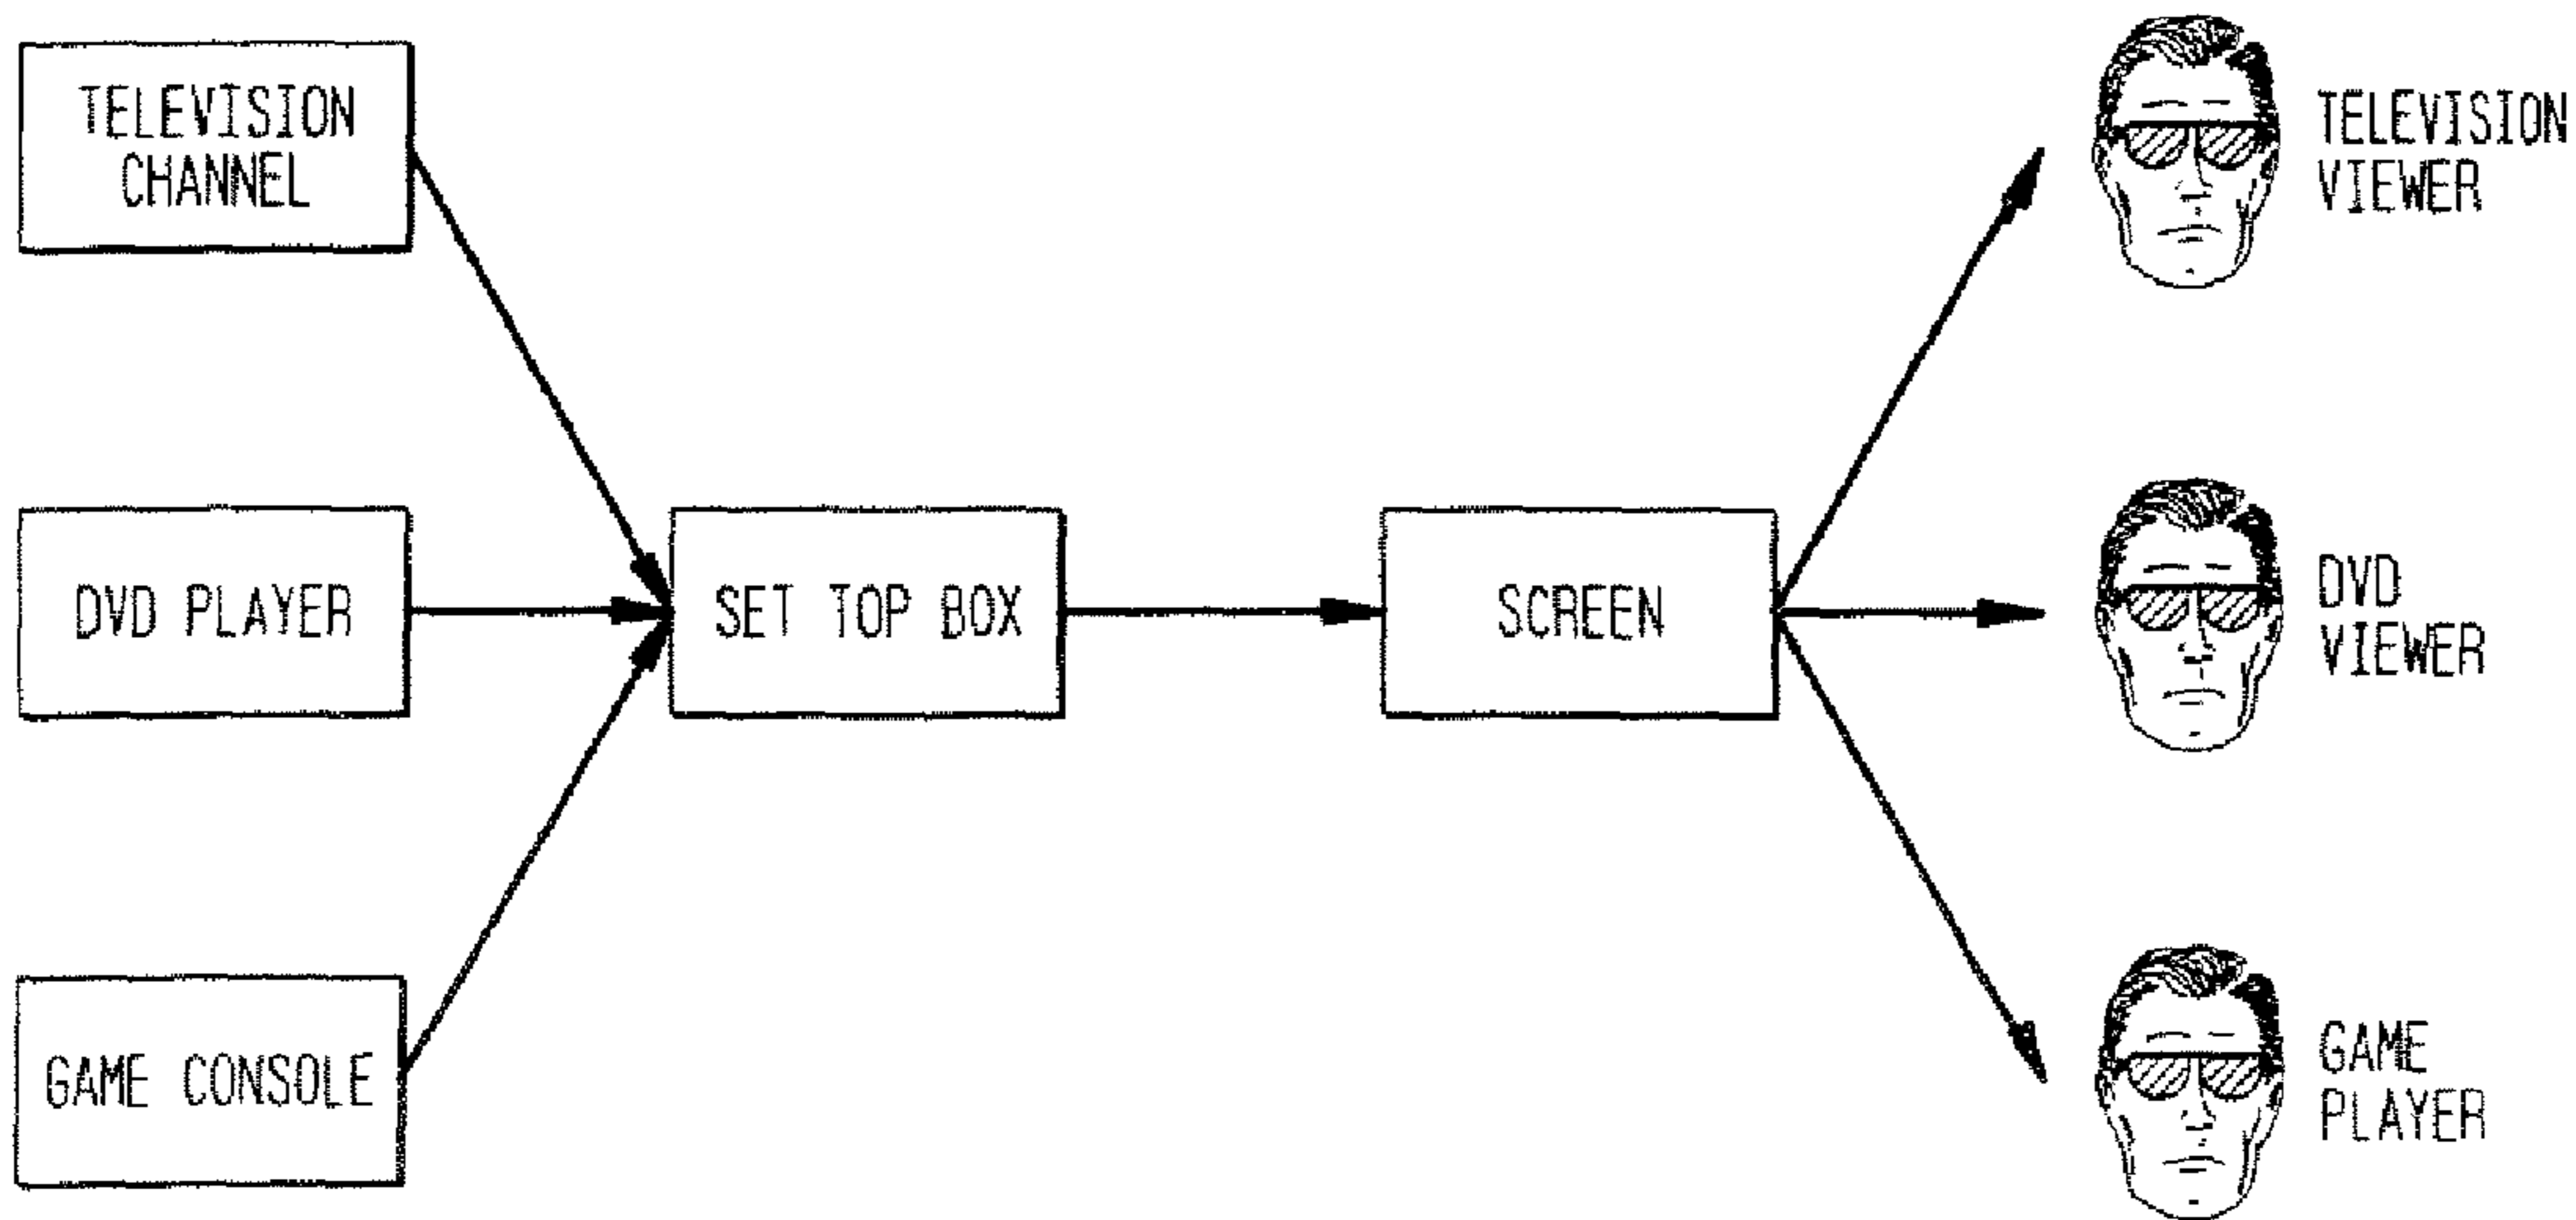 TELEVISION
CHANNEL
TELEVISION
VIEWER
DVD PLAYER
SET TOP BOX
SCREEN
DVD
VIEWER
GAME CONSOLE
GAME
PLAYER